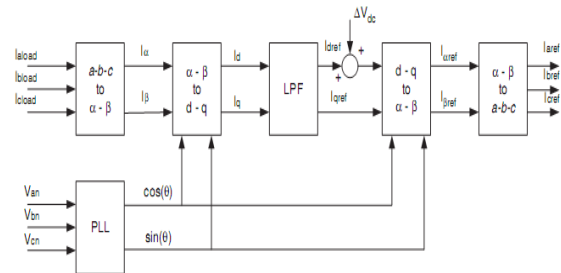 ΔVdc
Iaload
Ibload
Icload
a-b-c
to
α - β
Iα
Iβ
α - β
to
d - q
Id
Iq
LPF
Idref
+
+
Iqref
d - q
to
α - β
Iαref
Iβref
α - β
to
a-b-c
Iaref
Ibref
Icref
Van
Vbn
Vcn
PLL
cos(θ)
sin(θ)